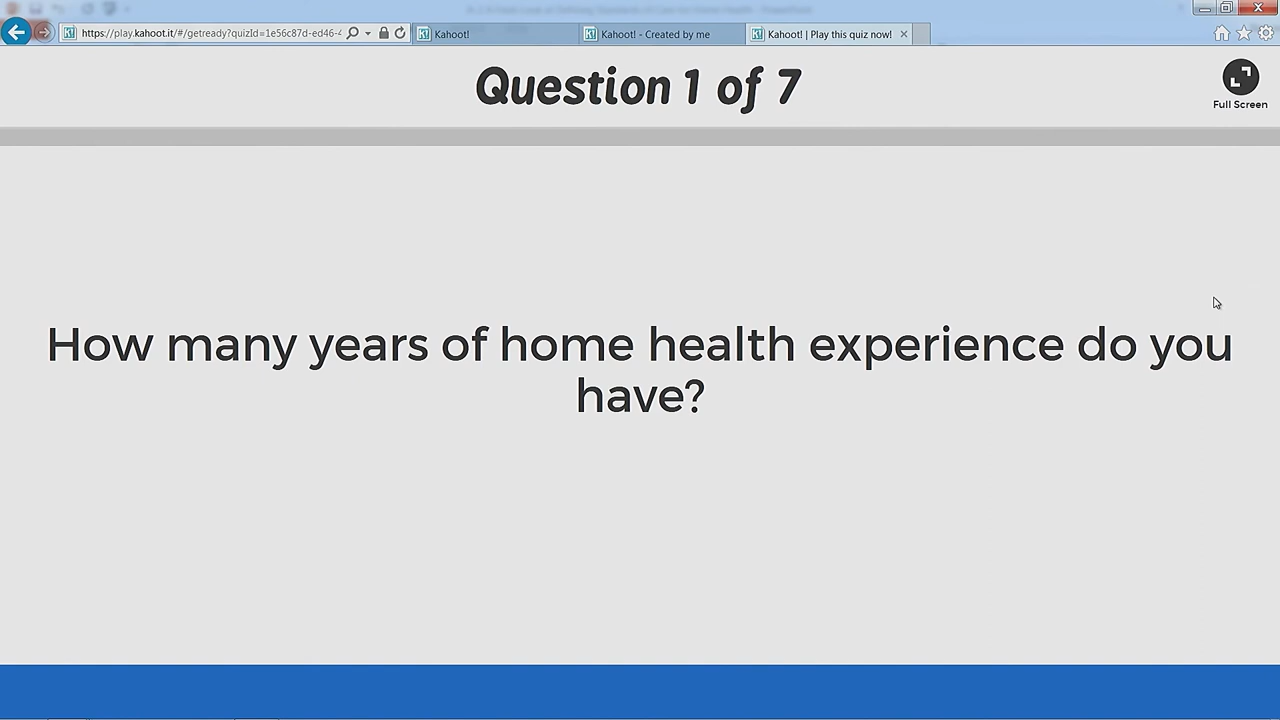 https://play.kahoot.it/#/getready?quizId=1e56c87d-ed46-4
Kahoot!
Kahoot! - Created by me
Kahoot! | Play this quiz now!
Question 1 of 7
Full Screen
How many years of home health experience do you
have?